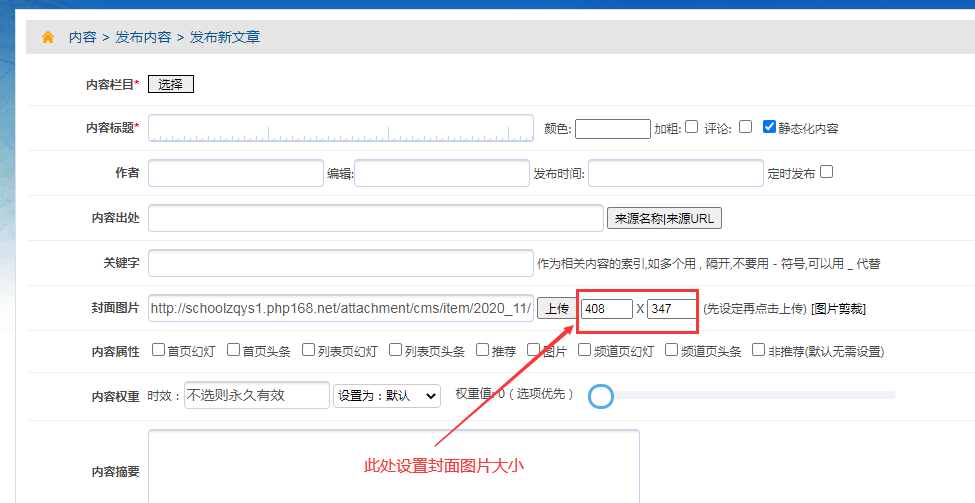 内容 > 发布内容 > 发布新文章
内容栏目* 选择
内容标题* 颜色: 加粗: 评论: 静态化内容
作者 编辑: 发布时间: 定时发布
内容出处 来源名称|来源URL
关键字 作为相关内容的索引,如多个用 , 隔开,不要用 - 符号,可以用 _ 代替
封面图片 http://schoolzqys1.php168.net/attachment/cms/item/2020_11/ 上传 408 X 347 (先设定再点击上传) [图片剪裁]
内容属性 首页幻灯 首页头条 列表页幻灯 列表页头条 推荐 图片 频道页幻灯 频道页头条 非推荐(默认无需设置)
内容权重 时效： 不选则永久有效 设置为：默认 权重值: 0 ( 选项优先 )
此处设置封面图片大小
内容摘要